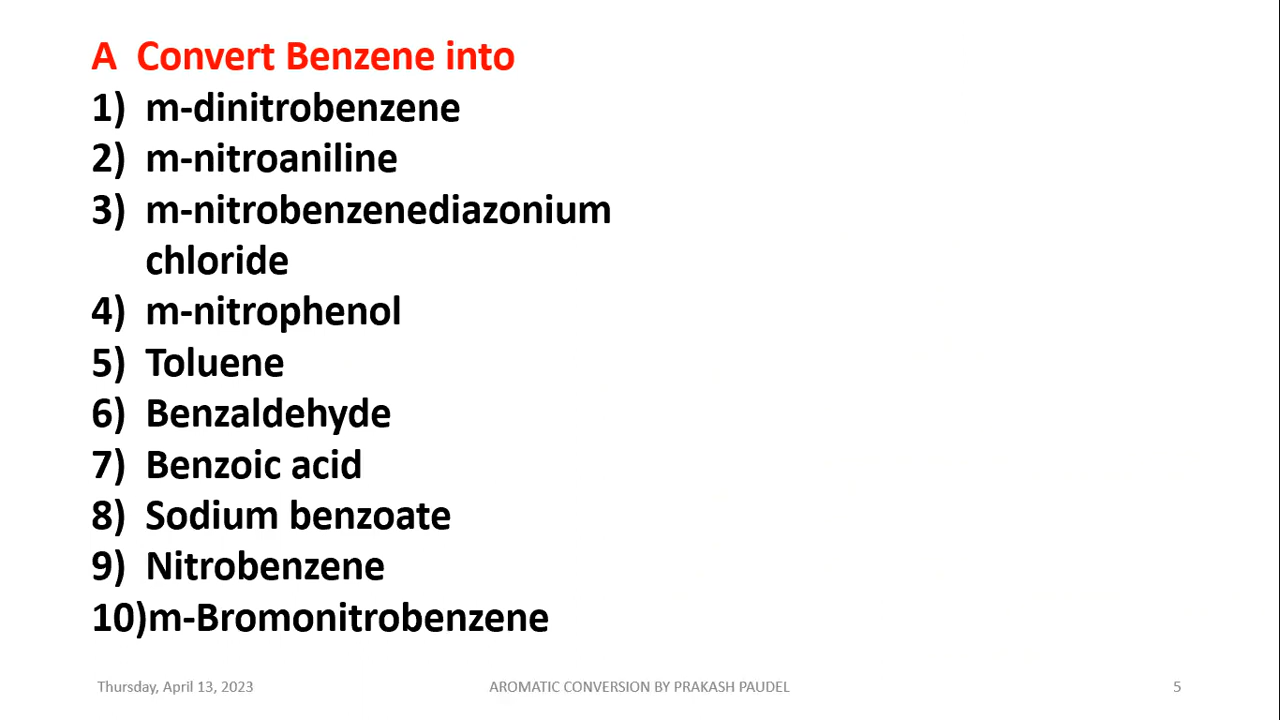 A Convert Benzene into
1) m-dinitrobenzene
2) m-nitroaniline
3) m-nitrobenzenediazonium
chloride
4) m-nitrophenol
5) Toluene
6) Benzaldehyde
7) Benzoic acid
8) Sodium benzoate
9) Nitrobenzene
10)m-Bromonitrobenzene
Thursday, April 13, 2023
AROMATIC CONVERSION BY PRAKASH PAUDEL
5